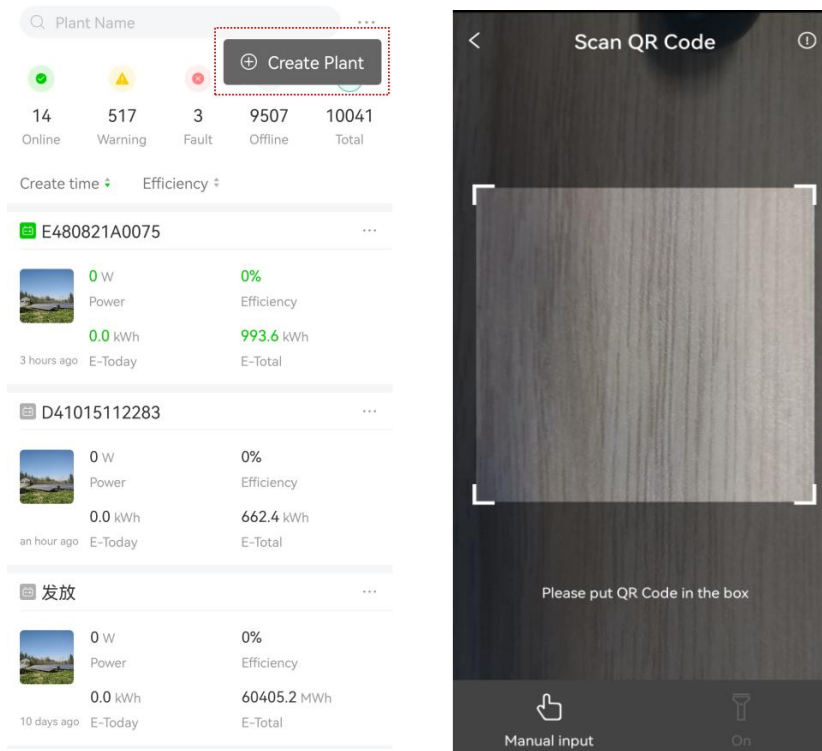 Plant Name
Create Plant
14 517 3 9507 10041
Online Warning Fault Offline Total
Create time Efficiency
E480821A0075
0 W 0%
Power Efficiency
0.0 kWh 993.6 kWh
3 hours ago E-Today E-Total
D41015112283
0 W 0%
Power Efficiency
0.0 kWh 662.4 kWh
an hour ago E-Today E-Total
发放
0 W 0%
Power Efficiency
0.0 kWh 60405.2 MWh
10 days ago E-Today E-Total
Scan QR Code
Please put QR Code in the box
Manual input On